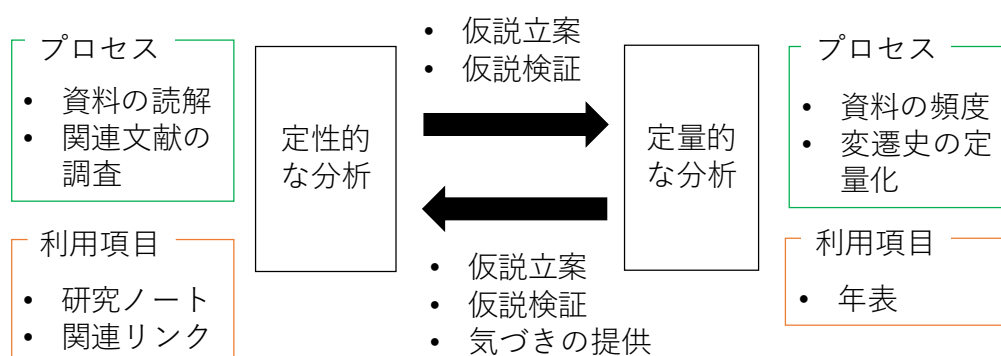 プロセス
• 資料の読解
• 関連文献の
調査
利用項目
• 研究ノート
• 関連リンク
定性的
な分析
• 仮説立案
• 仮説検証
• 仮説立案
• 仮説検証
• 気づきの提供
定量的
な分析
プロセス
• 資料の頻度
• 変遷史の定
量化
利用項目
• 年表